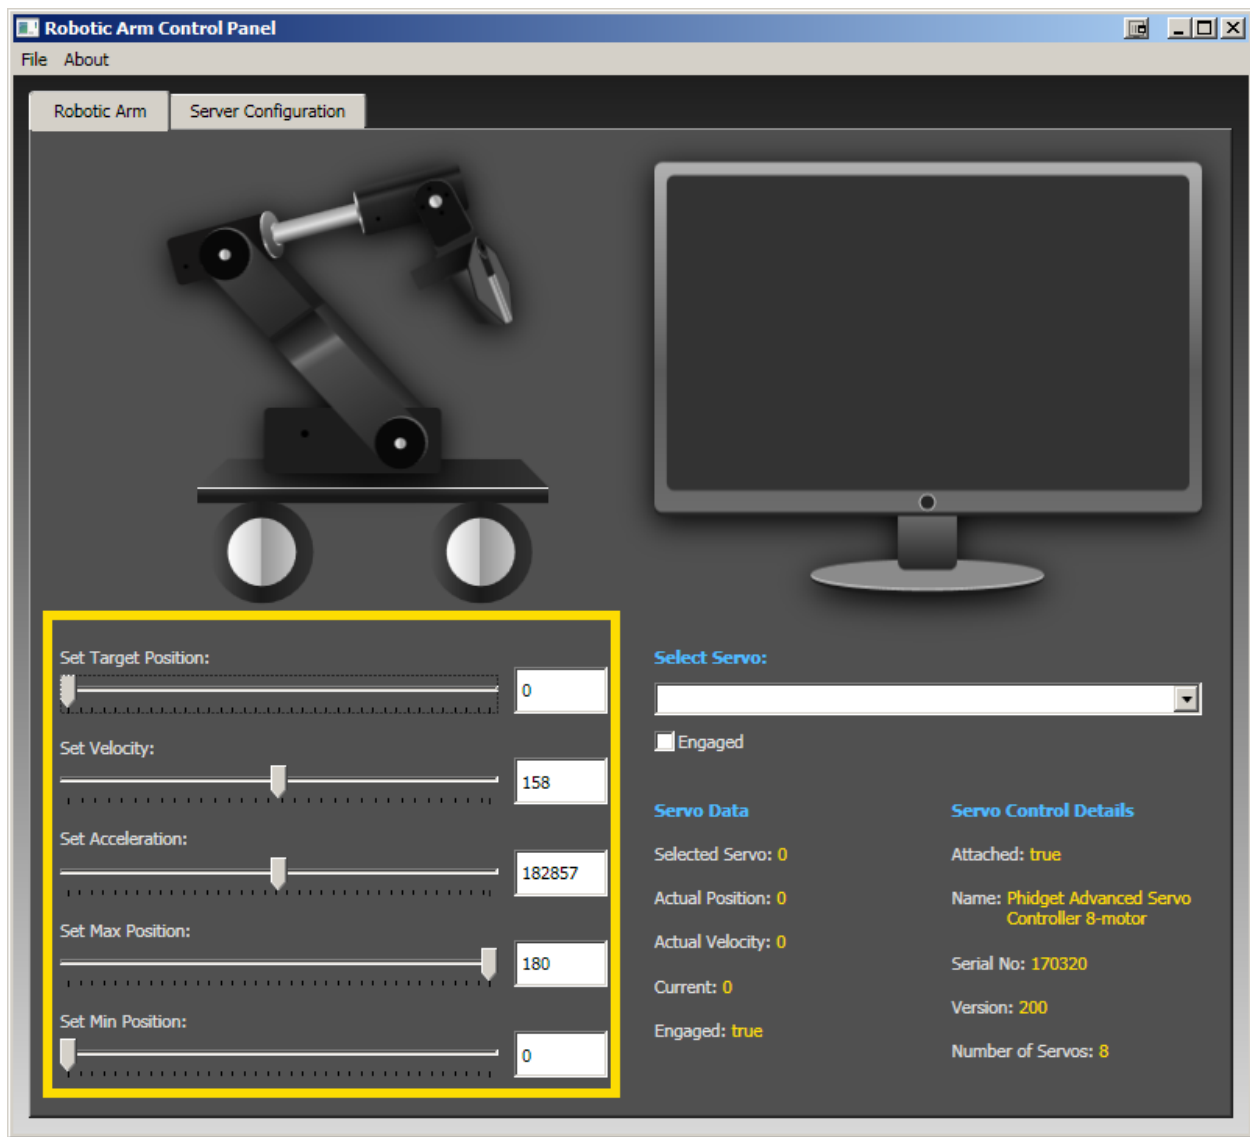 Robotic Arm Control Panel
File About
Robotic Arm Server Configuration
Set Target Position:
0
Set Velocity:
158
Set Acceleration:
182857
Set Max Position:
180
Set Min Position:
0
Select Servo:
Engaged
Servo Data
Selected Servo: 0
Actual Position: 0
Actual Velocity: 0
Current: 0
Engaged: true
Servo Control Details
Attached: true
Name: Phidget Advanced Servo
Controller 8-motor
Serial No: 170320
Version: 200
Number of Servos: 8